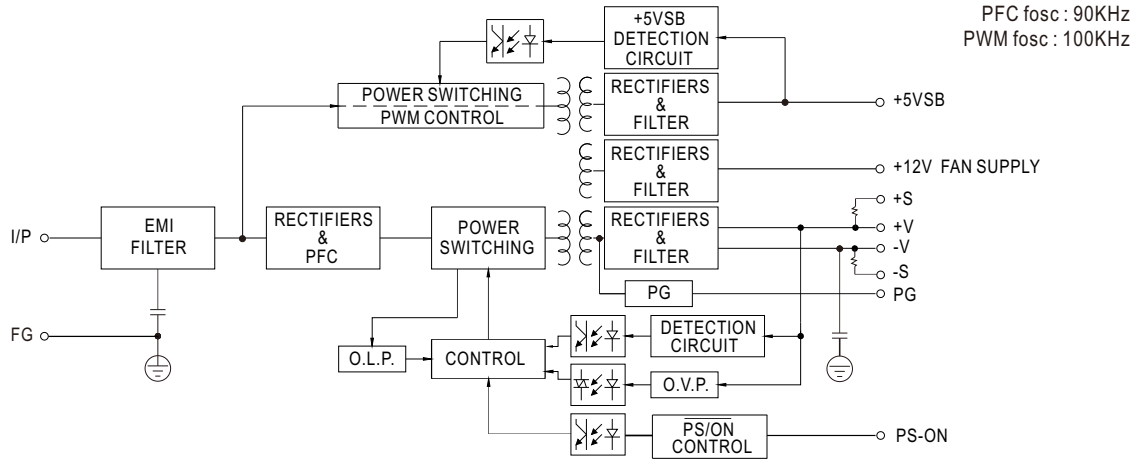 PFC fosc : 90KHz
PWM fosc : 100KHz
+5VSB
DETECTION
CIRCUIT
POWER SWITCHING
PWM CONTROL
RECTIFIERS
&
FILTER
+5VSB
RECTIFIERS
&
FILTER
+12V FAN SUPPLY
I/P
EMI
FILTER
RECTIFIERS
&
PFC
POWER
SWITCHING
RECTIFIERS
&
FILTER
+S
+V
-V
-S
PG
PG
FG
O.L.P.
CONTROL
DETECTION
CIRCUIT
O.V.P.
PS/ON
CONTROL
PS-ON